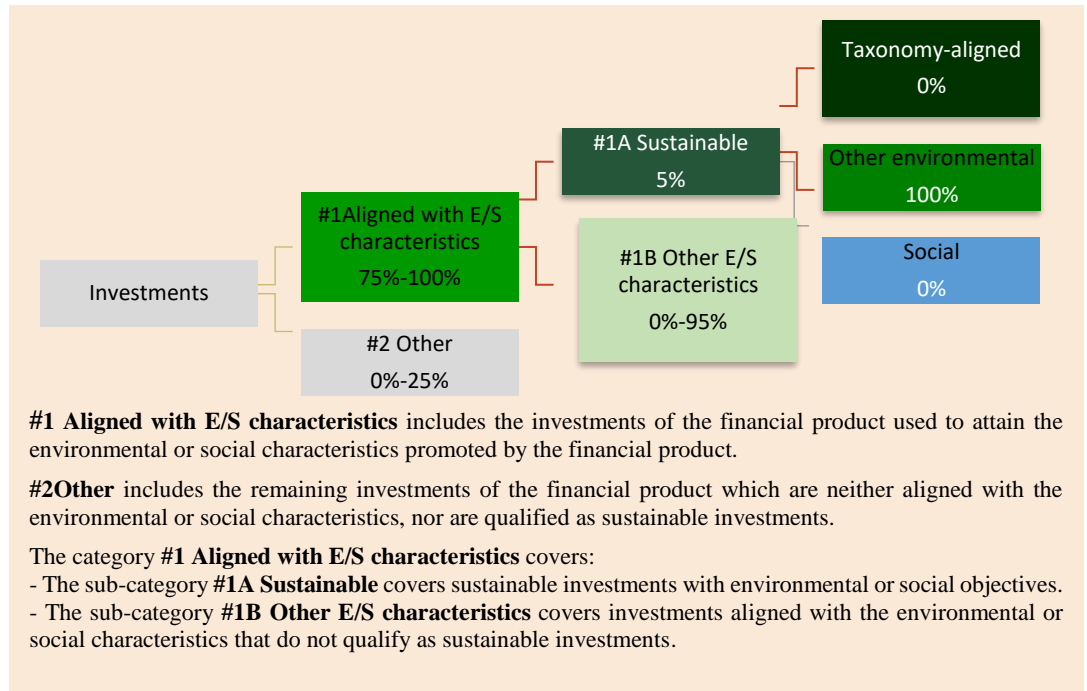 Taxonomy-aligned
0%
#1A Sustainable
5%
Other environmental
100%
#1Aligned with E/S
characteristics
75%-100%
#1B Other E/S
characteristics
0%-95%
Social
0%
Investments
#2 Other
0%-25%
#1 Aligned with E/S characteristics includes the investments of the financial product used to attain the
environmental or social characteristics promoted by the financial product.
#2Other includes the remaining investments of the financial product which are neither aligned with the
environmental or social characteristics, nor are qualified as sustainable investments.
The category #1 Aligned with E/S characteristics covers:
- The sub-category #1A Sustainable covers sustainable investments with environmental or social objectives.
- The sub-category #1B Other E/S characteristics covers investments aligned with the environmental or
social characteristics that do not qualify as sustainable investments.